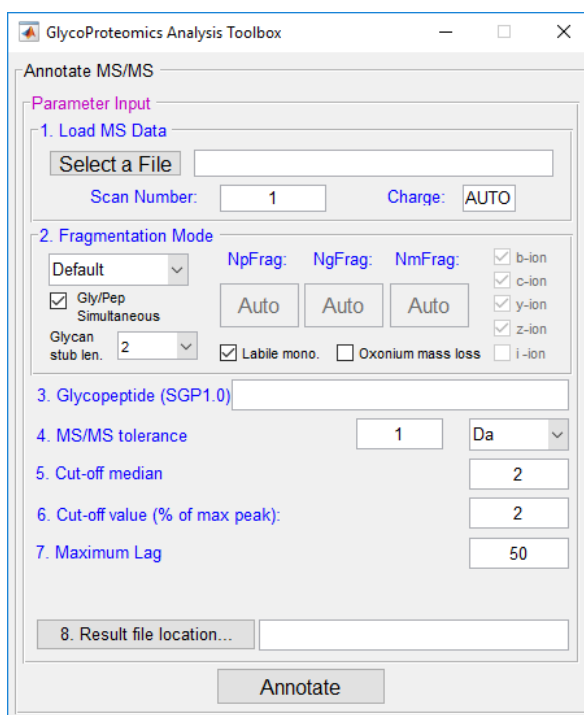 GlycoProteomics Analysis Toolbox
Annotate MS/MS
Parameter Input
1. Load MS Data
Select a File
Scan Number: 1 Charge: AUTO
2. Fragmentation Mode
Default NpFrag: NgFrag: NmFrag: b-ion
c-ion
Gly/Pep Simultaneous Auto Auto Auto y-ion
z-ion
Glycan stub len. 2 Labile mono. Oxonium mass loss i-ion
3. Glycopeptide (SGP1.0)
4. MS/MS tolerance 1 Da
5. Cut-off median 2
6. Cut-off value (% of max peak): 2
7. Maximum Lag 50
8. Result file location...
Annotate